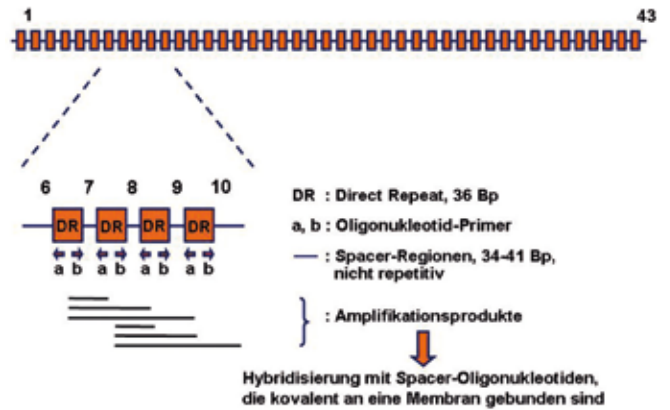 1 43
6 7 8 9 10
DR DR DR DR
a b a b a b a b
DR : Direct Repeat, 36 Bp
a, b : Oligonukleotid-Primer
: Spacer-Regionen, 34-41 Bp,
nicht repetitiv
: Amplifikationsprodukte
Hybridisierung mit Spacer-Oligonukleotiden,
die kovalent an eine Membran gebunden sind